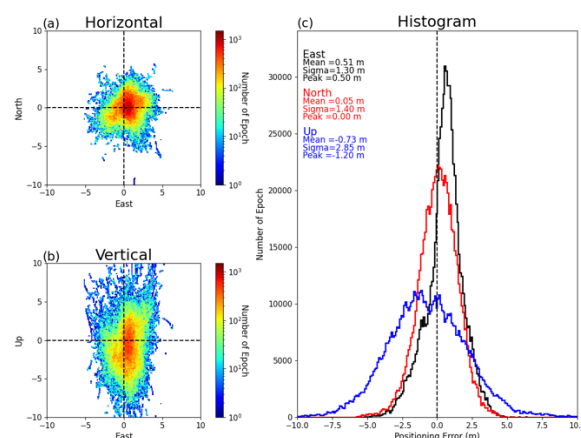 (a)
Horizontal
10
5
0
−5
−10
North
−10
−5
0
5
10
East
10³
10²
10¹
10⁰
Number of Epoch
(b)
Vertical
10
5
0
−5
−10
Up
−10
−5
0
5
10
East
10³
10²
10¹
10⁰
Number of Epoch
(c)
Histogram
East
Mean =0.51 m
Sigma=1.30 m
Peak =0.50 m
North
Mean =0.05 m
Sigma=1.40 m
Peak =0.00 m
Up
Mean =-0.73 m
Sigma=2.85 m
Peak =-1.20 m
30000
25000
20000
15000
10000
5000
0
Number of Epoch
−10.0
−7.5
−5.0
−2.5
0.0
2.5
5.0
7.5
10.0
Positioning Error (m)